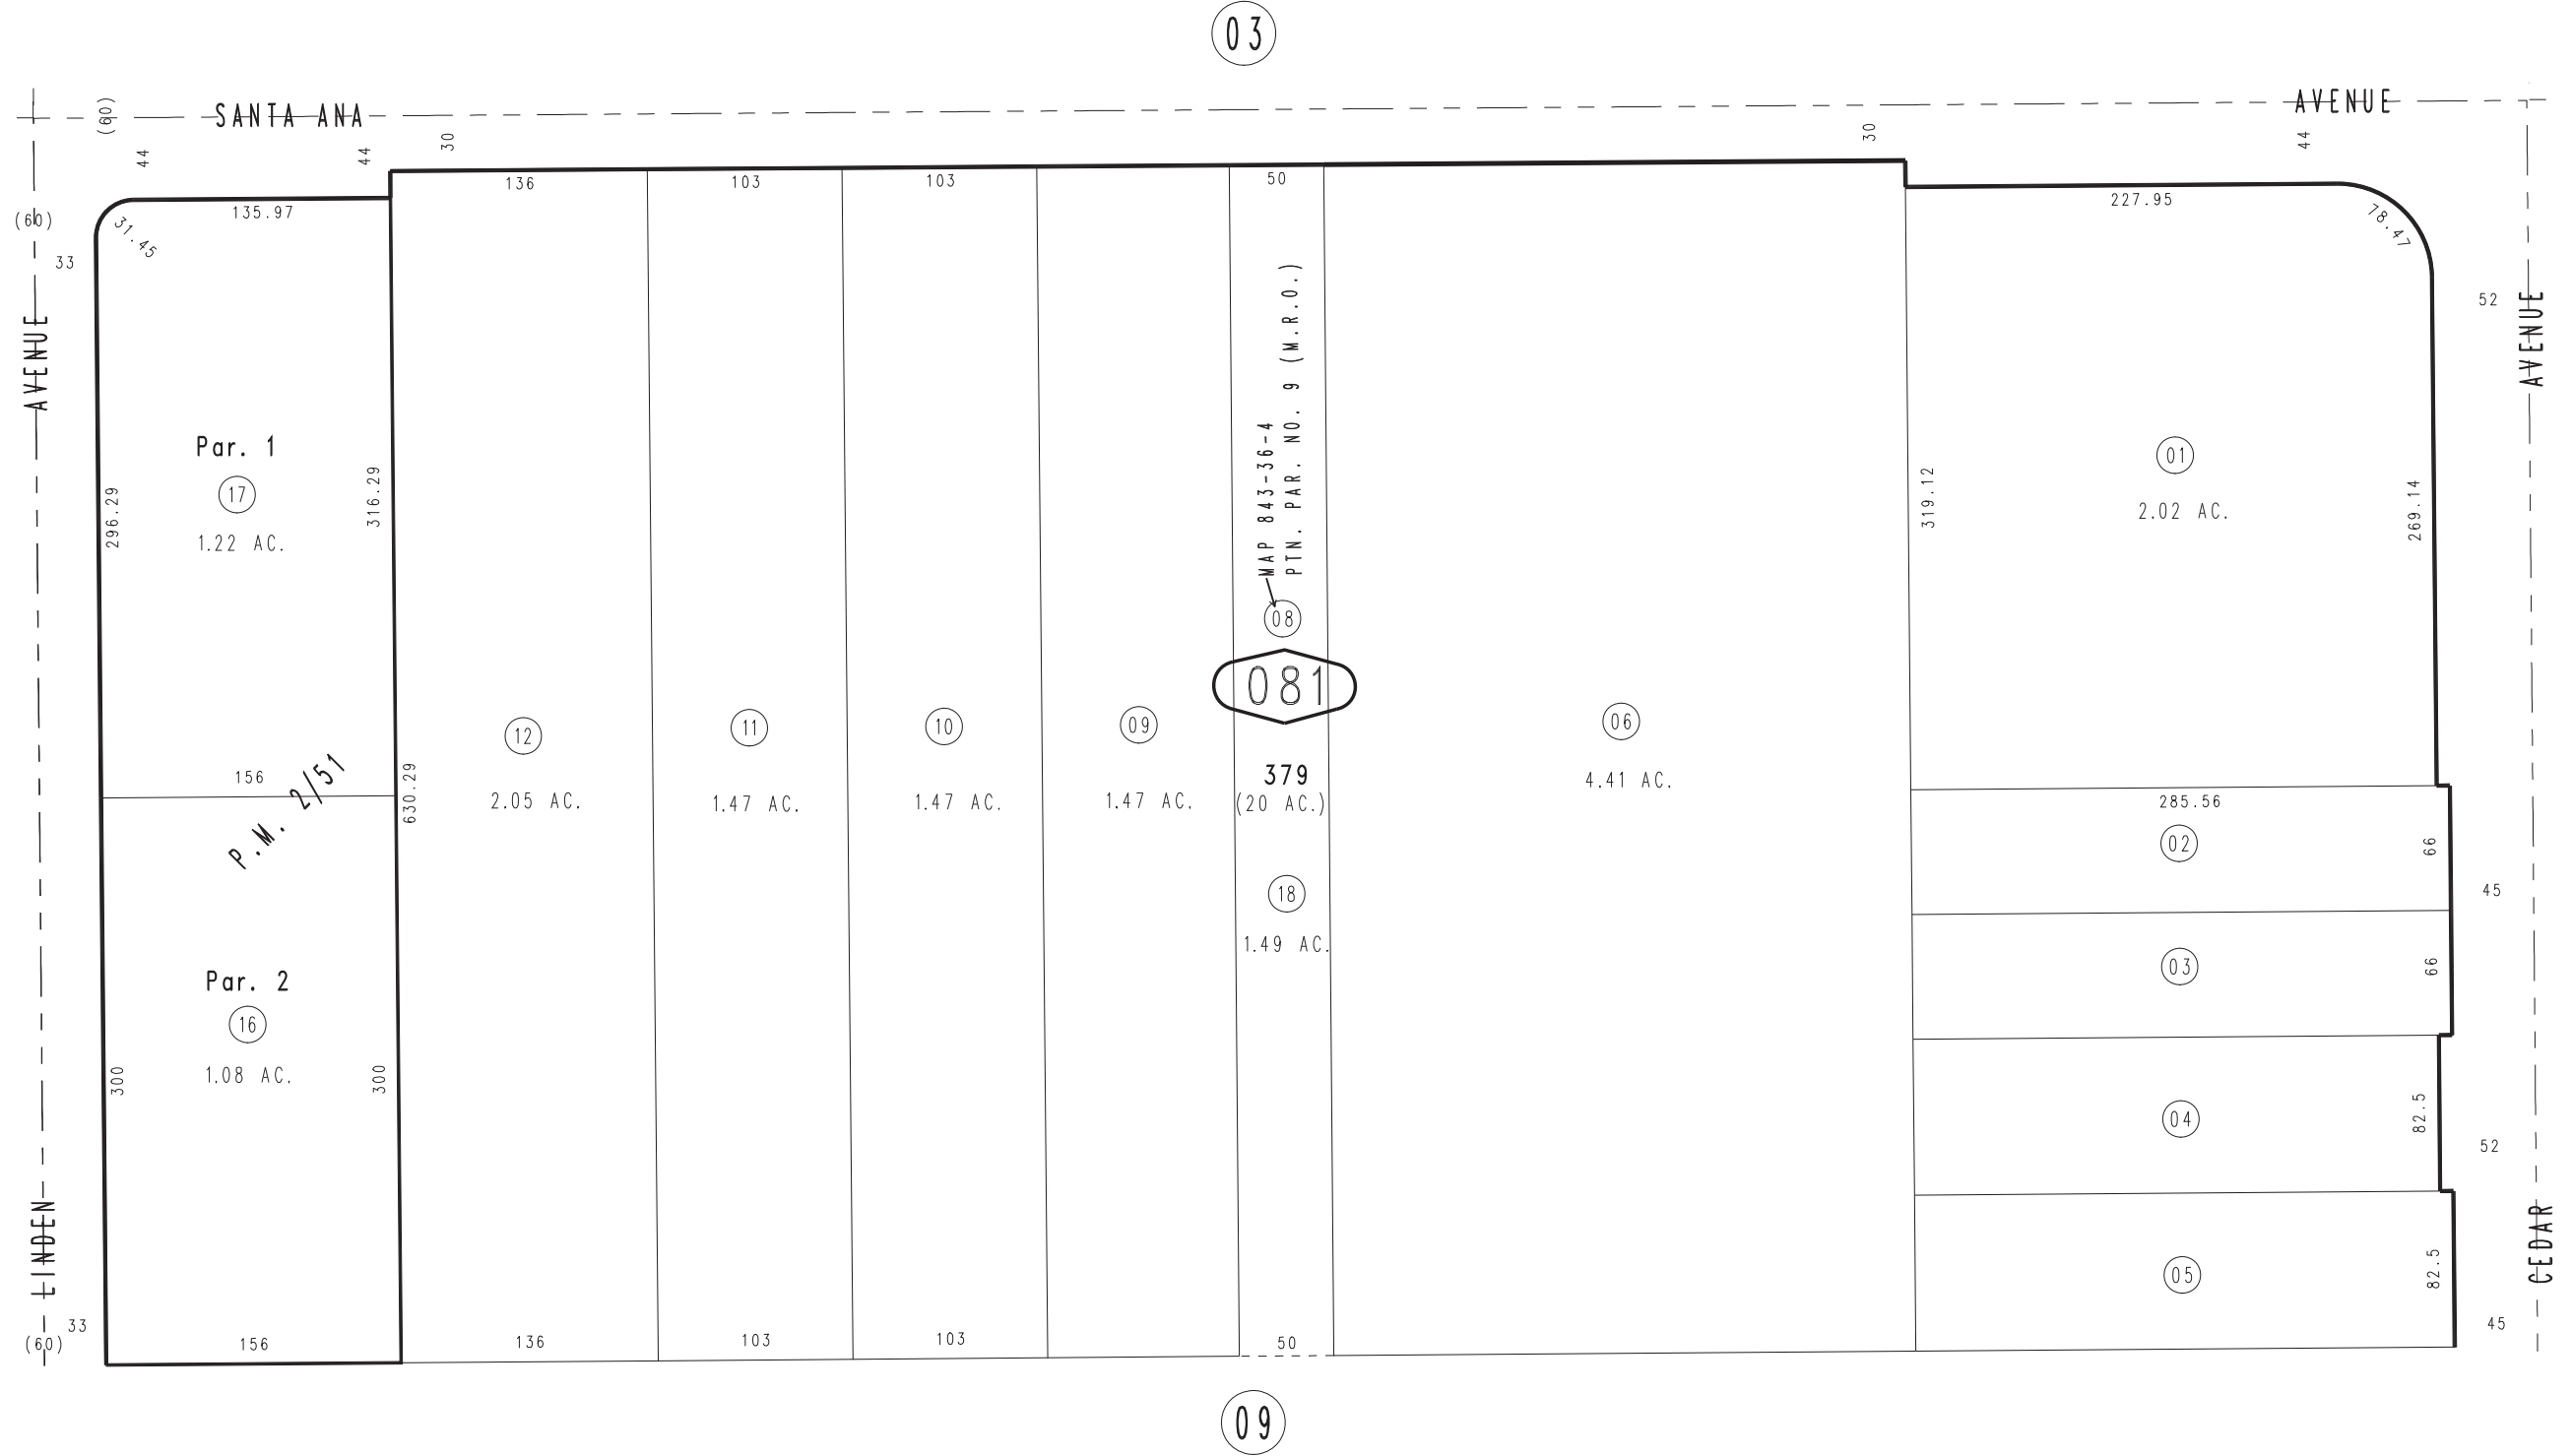 03
SANTA ANA
AVENUE
(60)
44
44
30
30
44
136
103
103
50
135.97
227.95
31.45
78.47
(60)
33
52
AVENUE
AVENUE
MAP 843-36-4
PTN. PAR. NO. 9 (M.R.O.)
Par. 1
17
1.22 AC.
296.29
316.29
319.12
01
2.02 AC.
269.14
08
081
12
2.05 AC.
11
1.47 AC.
10
1.47 AC.
09
1.47 AC.
379
(20 AC.)
06
4.41 AC.
156
P.M. 2/51
630.29
285.56
02
66
45
18
1.49 AC.
03
66
Par. 2
16
1.08 AC.
300
300
04
82.5
52
LINDEN
CEDAR
05
82.5
33
(60)
156
136
103
103
50
45
09